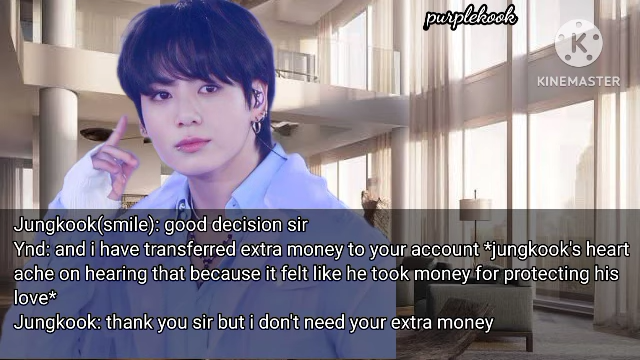 purplekook
KINEMASTER
Jungkook(smile): good decision sir
Ynd: and i have transferred extra money to your account *jungkook's heart
ache on hearing that because it felt like he took money for protecting his
love*
Jungkook: thank you sir but i don't need your extra money